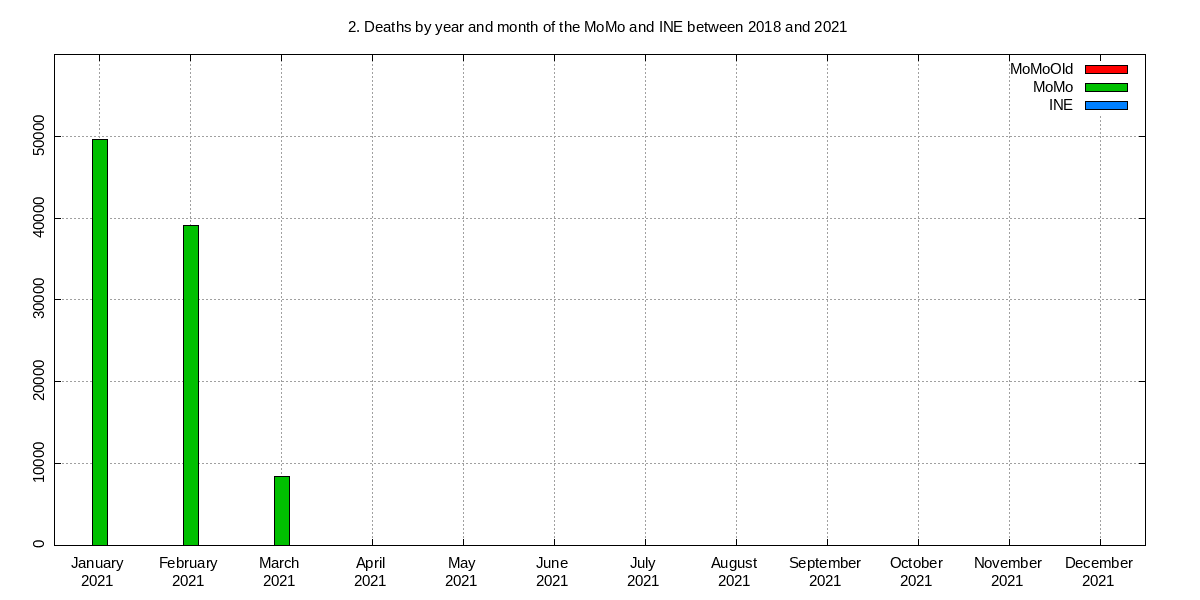 2. Deaths by year and month of the MoMo and INE between 2018 and 2021
MoMoOld
MoMo
INE
50000
40000
30000
20000
10000
0
January February March April May June July August September October November December
2021 2021 2021 2021 2021 2021 2021 2021 2021 2021 2021 2021